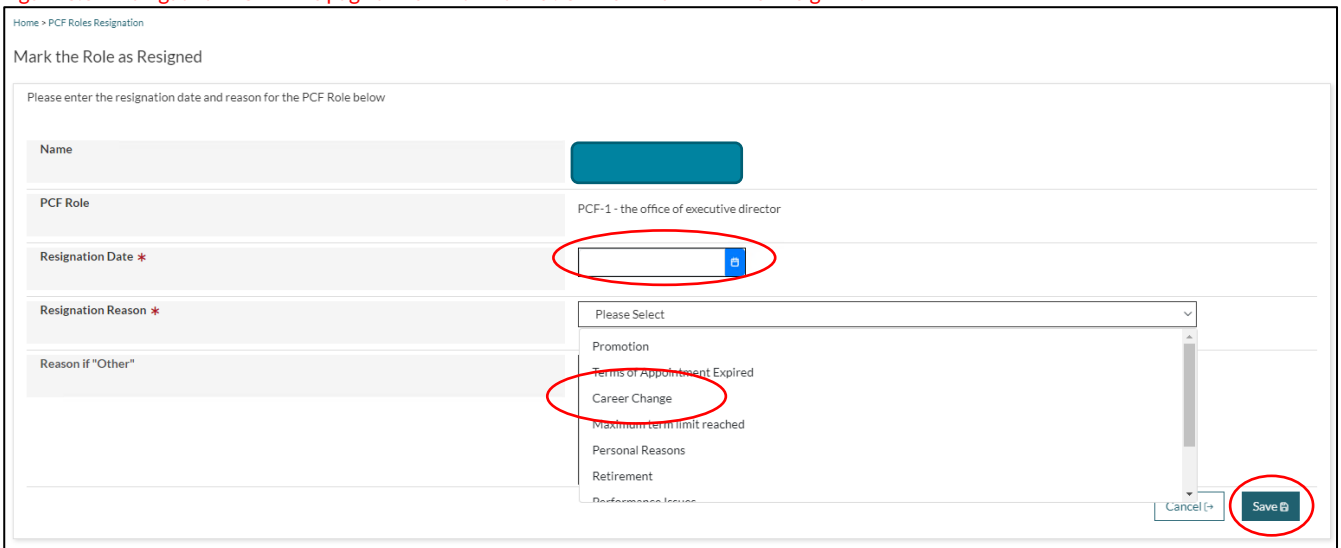 Home > PCF Roles Resignation
Mark the Role as Resigned
Please enter the resignation date and reason for the PCF Role below
Name
PCF Role
PCF-1 - the office of executive director
Resignation Date *
Resignation Reason *
Please Select
Promotion
Reason if "Other"
Terms of Appointment Expired
Career Change
Maximum term limit reached
Personal Reasons
Retirement
Performance Issues
Cancel
Save